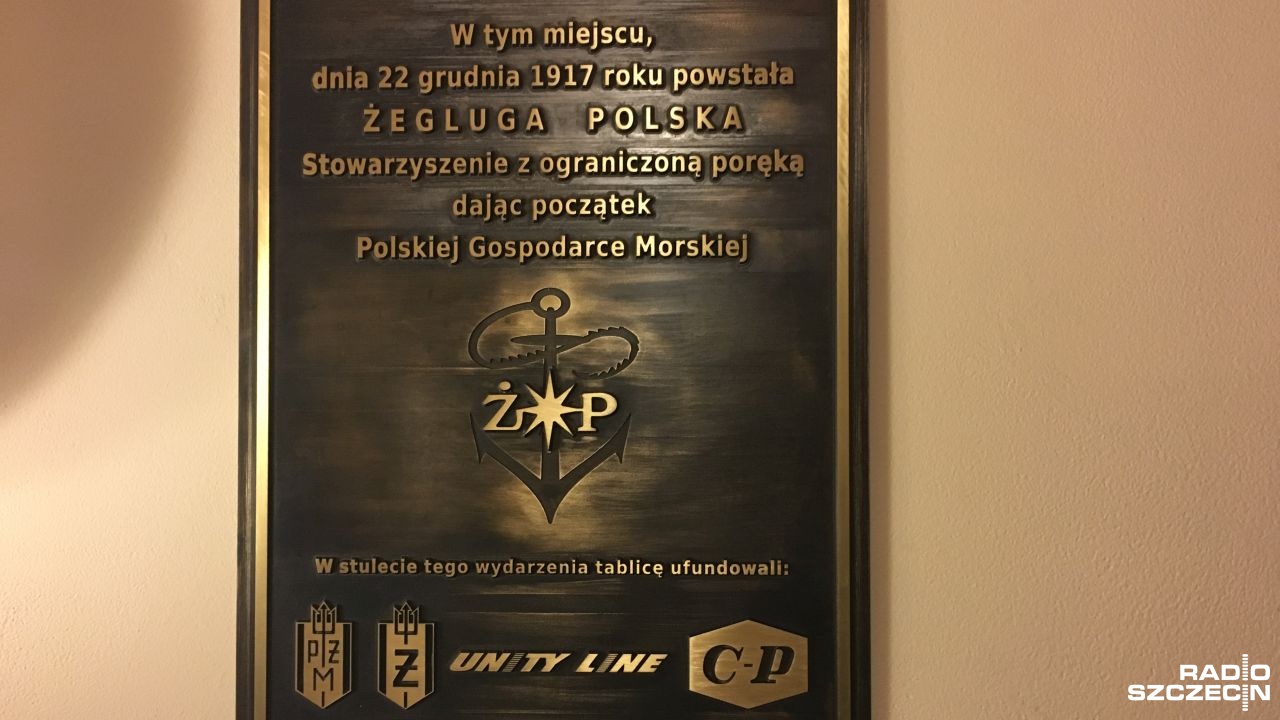 W tym miejscu,
dnia 22 grudnia 1917 roku powstała
ŻEGLUGA POLSKA
Stowarzyszenie z ograniczoną poręką
dając początek
Polskiej Gospodarce Morskiej
Ż P
W stulecie tego wydarzenia tablicę ufundowali:
PŻM Ż UNITY LINE C-P
RADIO
SZCZECIN